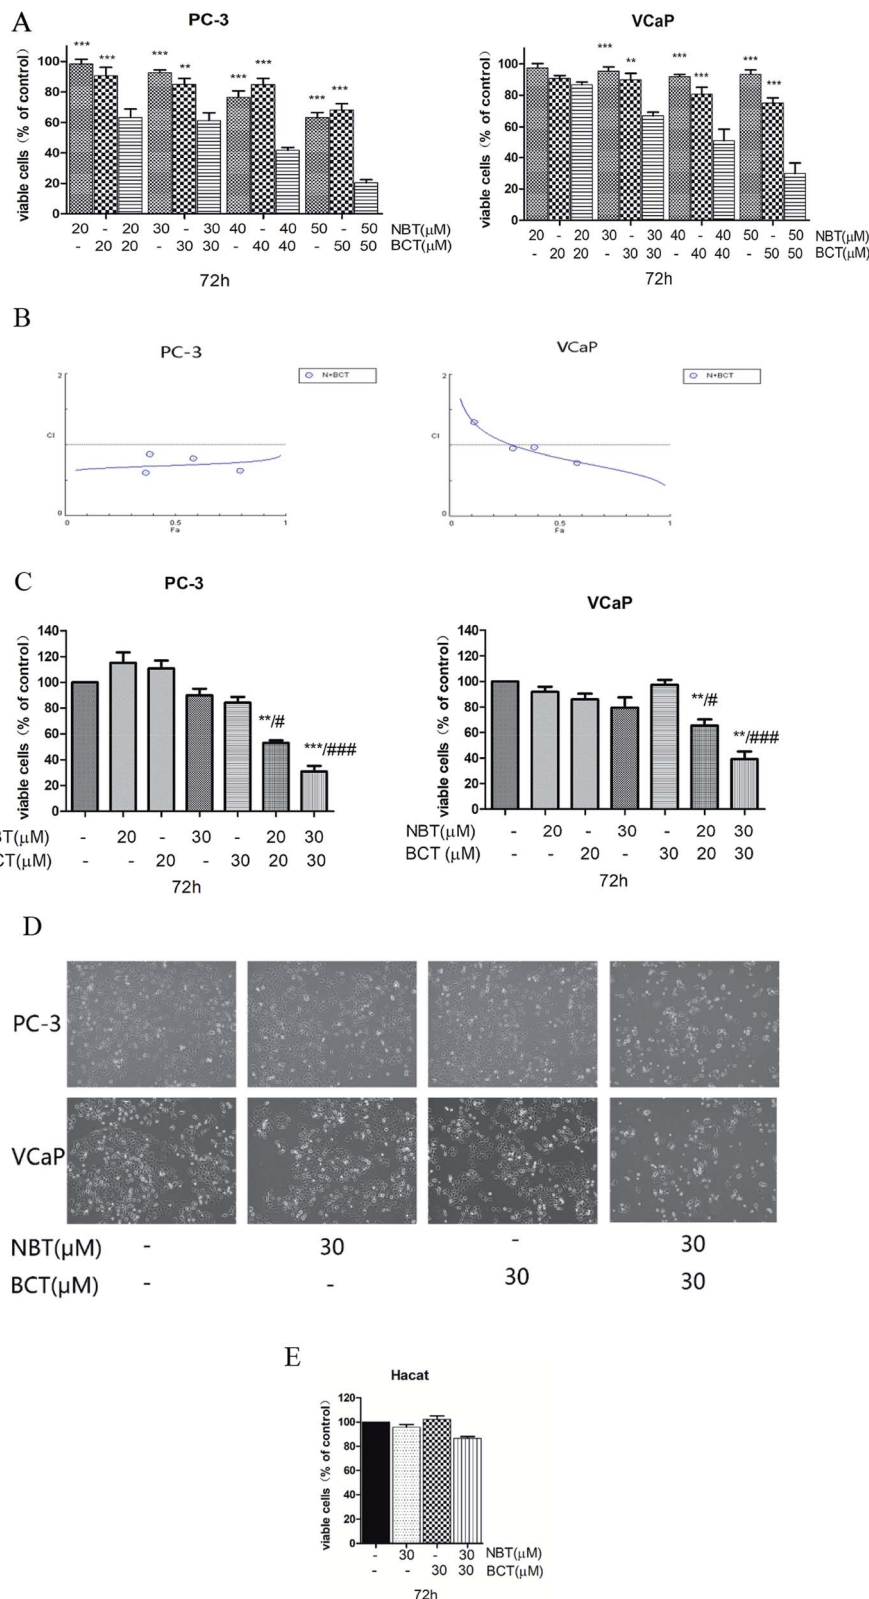 A
PC-3
VCaP
viable cells (% of control)
100
80
60
40
20
0
*** *** *** ** *** *** *** ***
20 - 20 30 - 30 40 - 40 50 - 50 NBT(μM)
- 20 20 - 30 30 - 40 40 - 50 50 BCT(μM)
72h
viable cells (% of control)
100
80
60
40
20
0
*** ** *** *** *** ***
20 - 20 30 - 30 40 - 40 50 - 50 NBT(μM)
- 20 20 - 30 30 - 40 40 - 50 50 BCT(μM)
72h
B
PC-3
VCaP
2
CI
0
0 0.5 1
Fa
N+BCT
2
CI
0
0 0.5 1
Fa
N+BCT
C
PC-3
VCaP
viable cells (% of control)
140
120
100
80
60
40
20
0
**/#
***/###
BT(μM) - 20 - 30 - 20 30
CT(μM) - - 20 - 30 20 30
72h
viable cells (% of control)
140
120
100
80
60
40
20
0
**/#
**/###
NBT(μM) - 20 - 30 - 20 30
BCT (μM) - - 20 - 30 20 30
72h
D
PC-3
VCaP
NBT(μM) - 30 - 30
BCT(μM) - - 30 30
E
Hacat
viable cells (% of control)
120
100
80
60
40
20
0
- 30 - 30 NBT(μM)
- - 30 30 BCT(μM)
72h